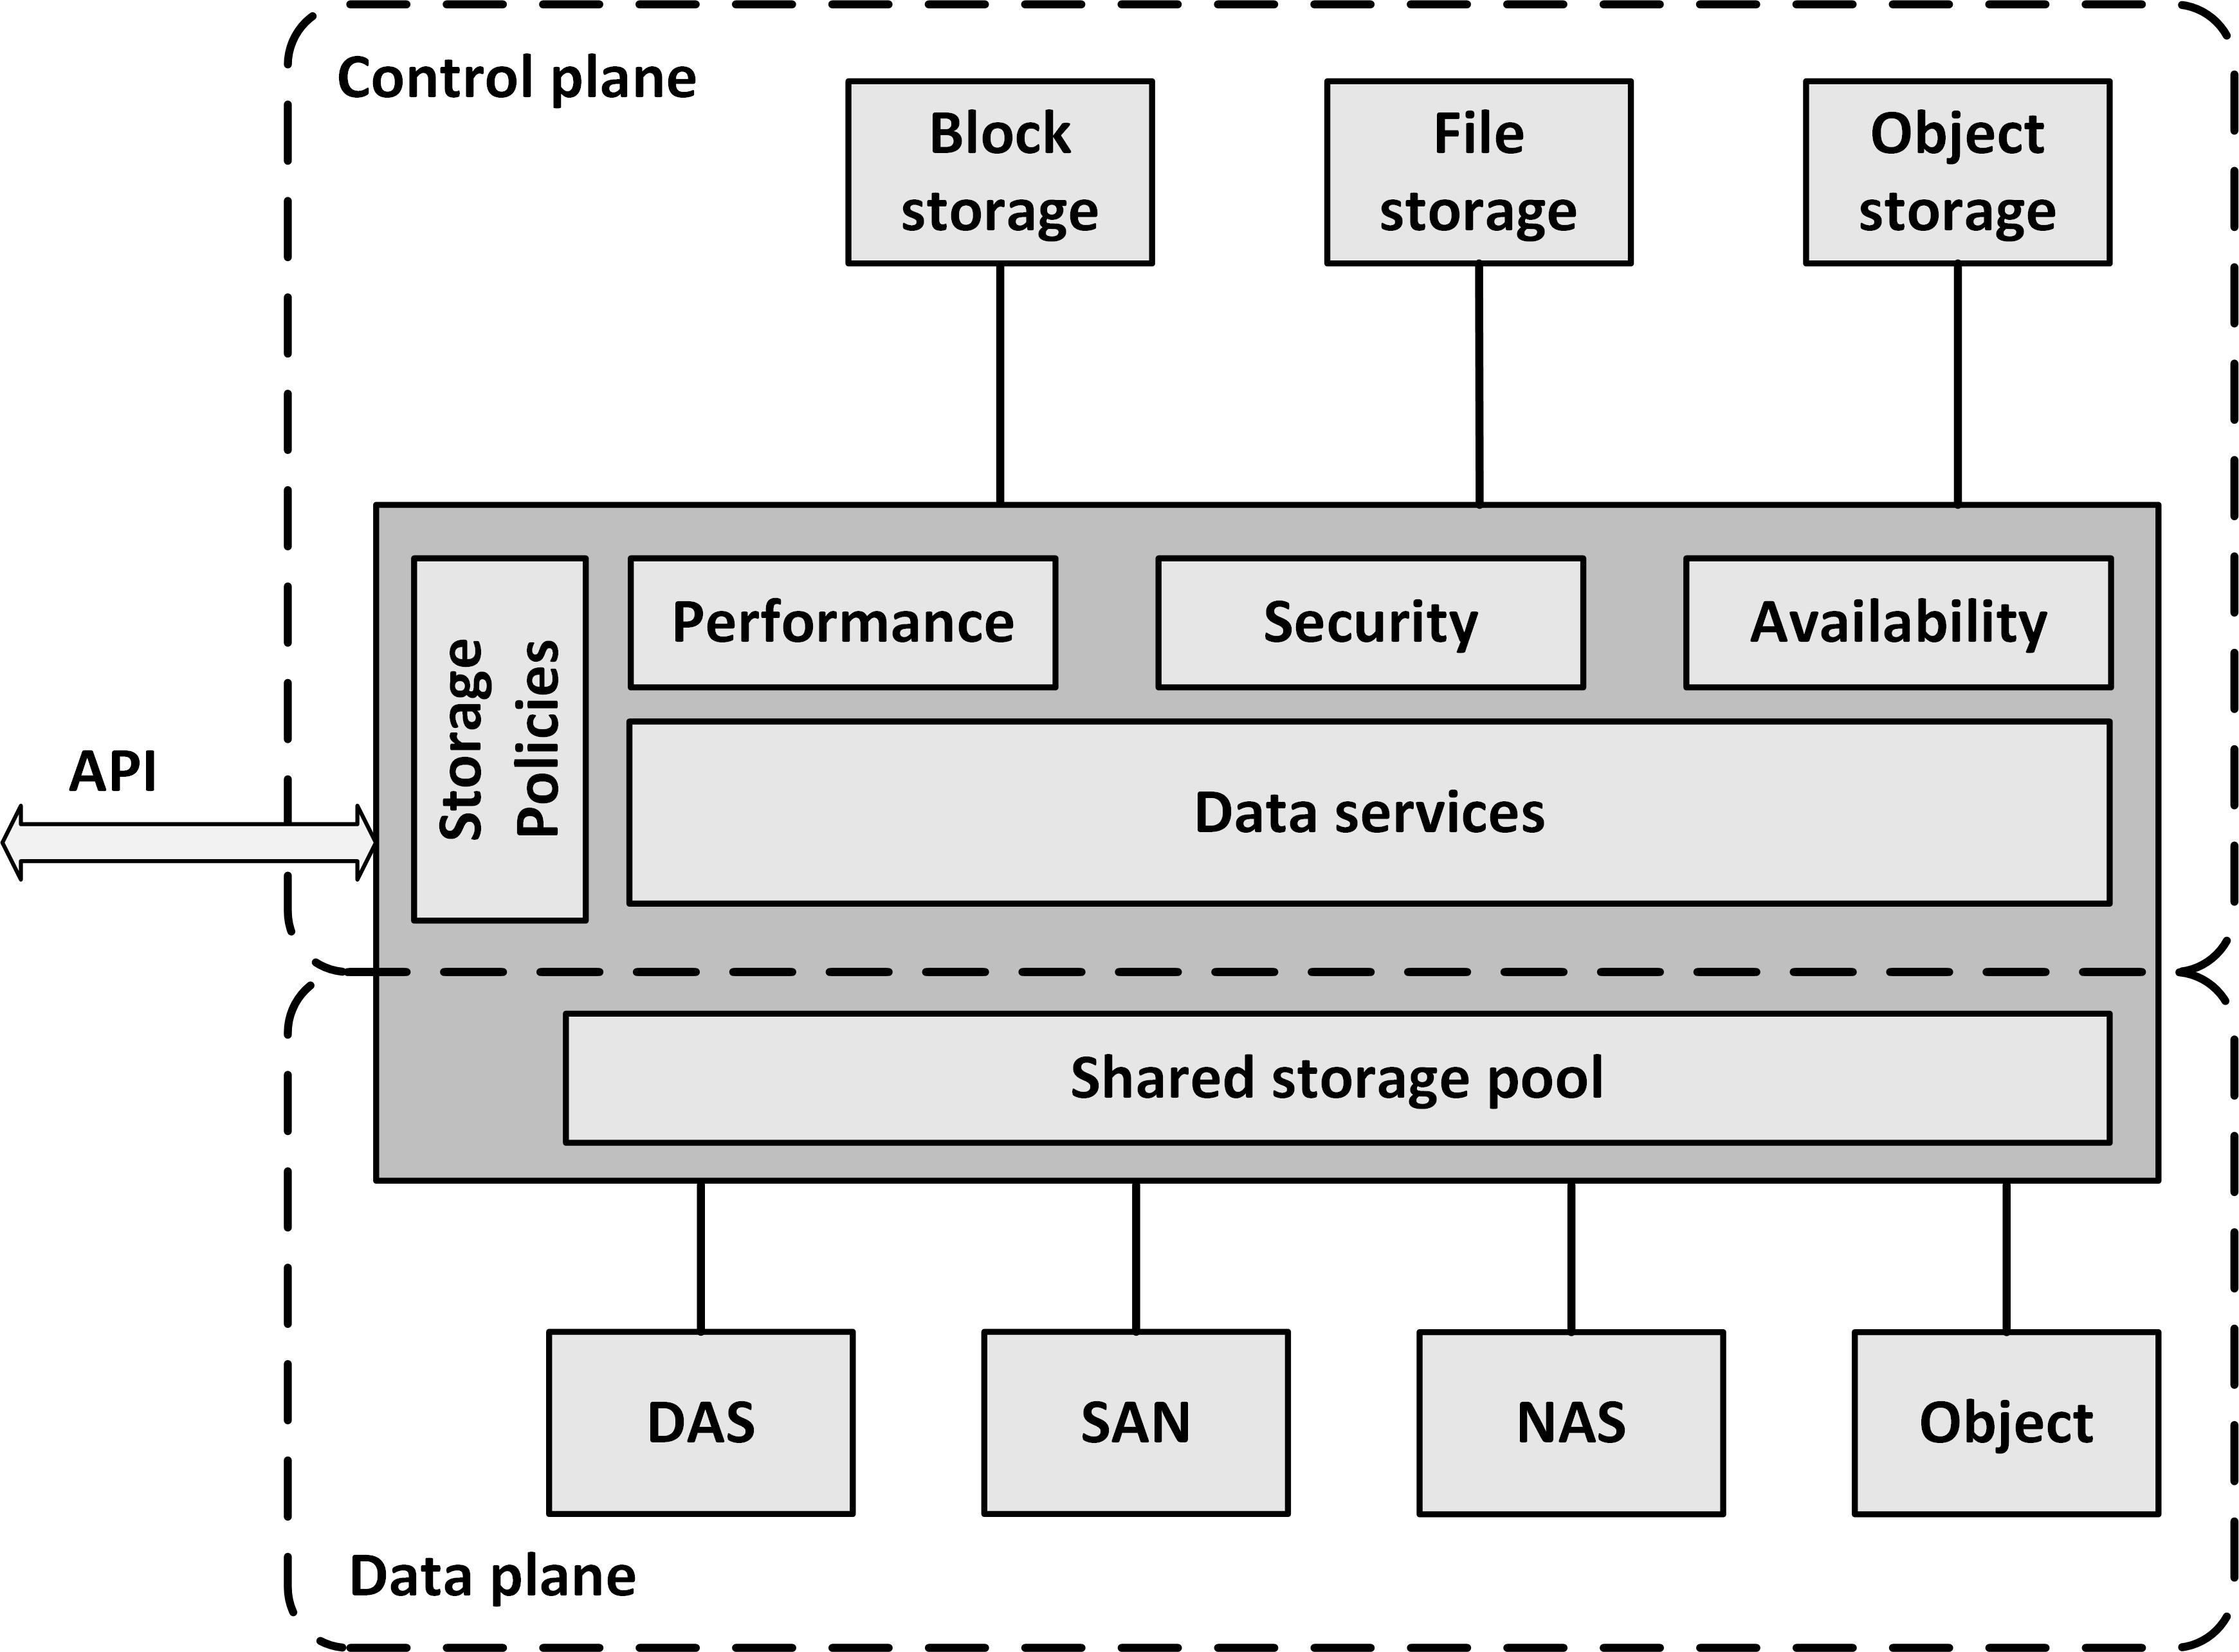 Control plane
Block
storage
File
storage
Object
storage
Storage
Policies
Performance
Security
Availability
API
Data services
Shared storage pool
DAS
SAN
NAS
Object
Data plane